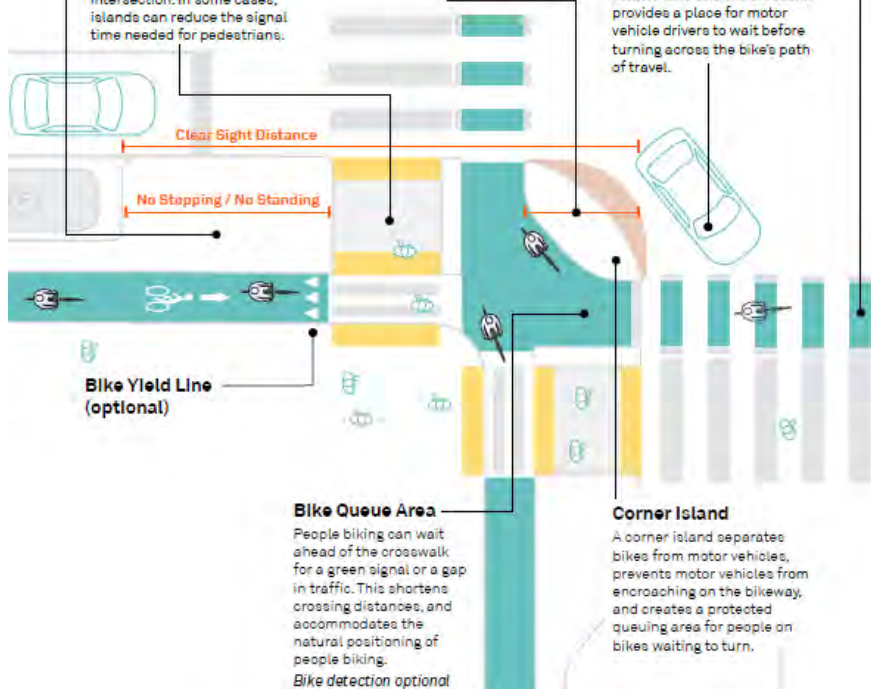 intersection. In some cases,
islands can reduce the signal
time needed for pedestrians.
provides a place for motor
vehicle drivers to wait before
turning across the bike's path
of travel.
Clear Sight Distance
No Stopping / No Standing
Bike Yield Line
(optional)
Bike Queue Area
People biking can wait
ahead of the crosswalk
for a green signal or a gap
in traffic. This shortens
crossing distances, and
accommodates the
natural positioning of
people biking.
Bike detection optional
Corner Island
A corner island separates
bikes from motor vehicles,
prevents motor vehicles from
encroaching on the bikeway,
and creates a protected
queuing area for people on
bikes waiting to turn.